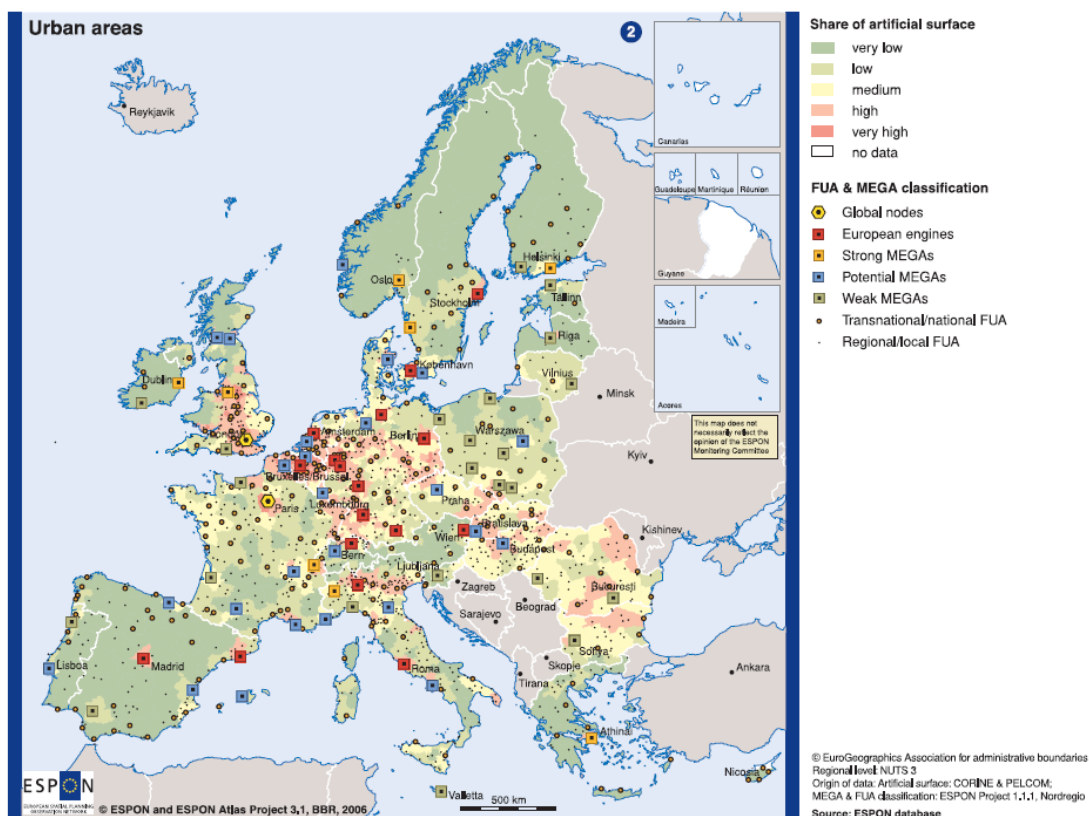 Urban areas
2
Reykjavik
Canarias
Guadeloupe
Martinique
Réunion
Guyane
Madeira
Acores
This map does not
necessarily reflect the
opinion of the ESPON
Monitoring Committee
Oslo
Helsinki
Stockholm
Tallinn
Riga
Dublin
København
Vilnius
Minsk
Amsterdam
Berlin
Warszawa
Kyiv
Bruxelles/Brussel
Paris
Luxembourg
Praha
Kishinev
Wien
Bratislava
Budapest
Bern
Ljubljana
Zagreb
Bucuresti
Beograd
Sarajevo
Sofiya
Skopje
Tirana
Ankara
Lisboa
Madrid
Roma
Athinai
Nicosia
Valletta
500 km
ESPON
EUROPEAN SPATIAL PLANNING
OBSERVATION NETWORK
© ESPON and ESPON Atlas Project 3,1, BBR, 2006
Share of artificial surface
very low
low
medium
high
very high
no data
FUA & MEGA classification
Global nodes
European engines
Strong MEGAs
Potential MEGAs
Weak MEGAs
Transnational/national FUA
Regional/local FUA
© EuroGeographics Association for administrative boundaries
Regional level: NUTS 3
Origin of data: Artificial surface: CORINE & PELCOM;
MEGA & FUA classification: ESPON Project 1.1.1, Nordregio
Source: ESPON database